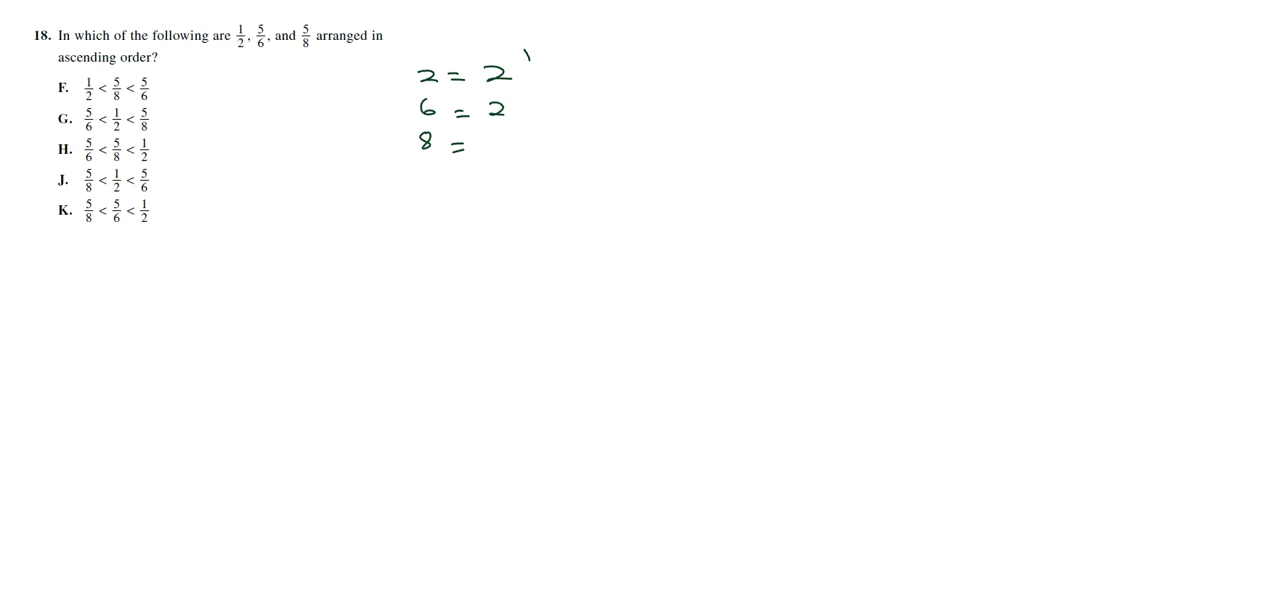 18. In which of the following are 1/2, 5/6, and 5/8 arranged in
ascending order?
F. 1/2 < 5/8 < 5/6
G. 5/6 < 1/2 < 5/8
H. 5/6 < 5/8 < 1/2
J. 5/8 < 1/2 < 5/6
K. 5/8 < 5/6 < 1/2
2 = 2^1
6 = 2
8 =